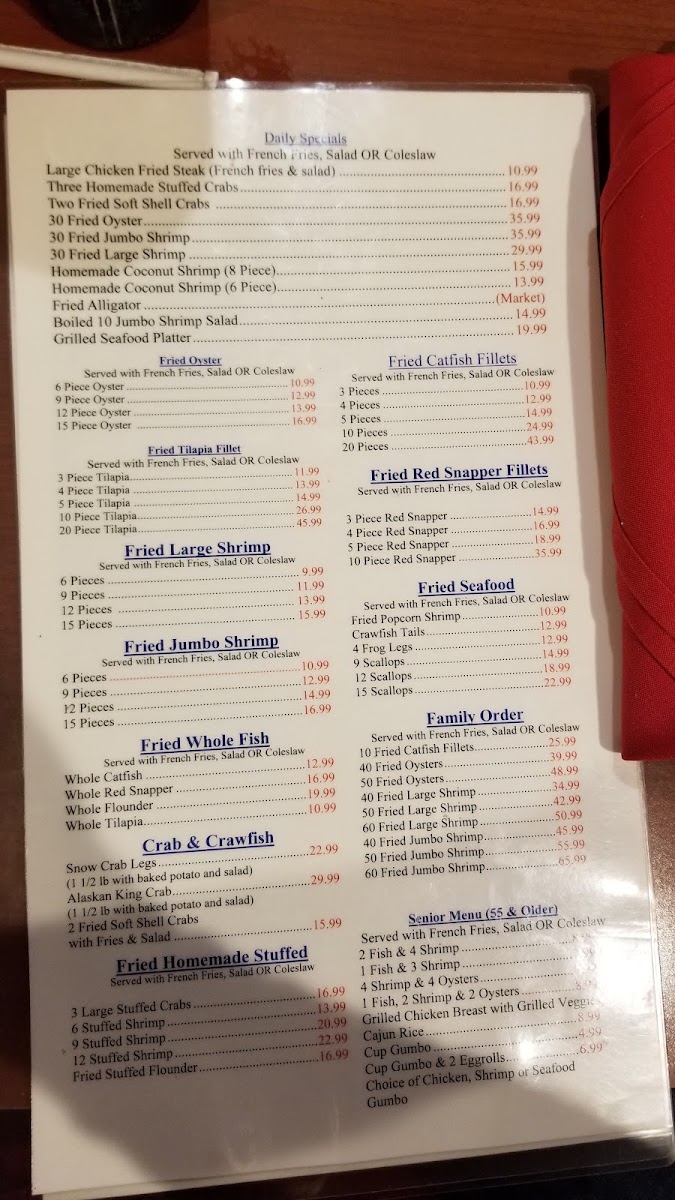 Daily Specials
Served with French Fries, Salad OR Coleslaw
Large Chicken Fried Steak (French fries & salad) 10.99
Three Homemade Stuffed Crabs 16.99
Two Fried Soft Shell Crabs 16.99
30 Fried Oyster 35.99
30 Fried Jumbo Shrimp 35.99
30 Fried Large Shrimp 29.99
Homemade Coconut Shrimp (8 Piece) 15.99
Homemade Coconut Shrimp (6 Piece) 13.99
Fried Alligator (Market)
Boiled 10 Jumbo Shrimp Salad 14.99
Grilled Seafood Platter 19.99
Fried Oyster
Served with French Fries, Salad OR Coleslaw
6 Piece Oyster 10.99
9 Piece Oyster 12.99
12 Piece Oyster 13.99
15 Piece Oyster 16.99
Fried Tilapia Fillet
Served with French Fries, Salad OR Coleslaw
3 Piece Tilapia 11.99
4 Piece Tilapia 13.99
5 Piece Tilapia 14.99
10 Piece Tilapia 26.99
20 Piece Tilapia 45.99
Fried Large Shrimp
Served with French Fries, Salad OR Coleslaw
6 Pieces 9.99
9 Pieces 11.99
12 Pieces 13.99
15 Pieces 15.99
Fried Jumbo Shrimp
Served with French Fries, Salad OR Coleslaw
6 Pieces 10.99
9 Pieces 12.99
12 Pieces 14.99
15 Pieces 16.99
Fried Whole Fish
Served with French Fries, Salad OR Coleslaw
Whole Catfish 12.99
Whole Red Snapper 16.99
Whole Flounder 19.99
Whole Tilapia 10.99
Crab & Crawfish
Snow Crab Legs 22.99
(1 1/2 lb with baked potato and salad)
Alaskan King Crab 29.99
(1 1/2 lb with baked potato and salad)
2 Fried Soft Shell Crabs
with Fries & Salad 15.99
Fried Homemade Stuffed
Served with French Fries, Salad OR Coleslaw
3 Large Stuffed Crabs 16.99
6 Stuffed Shrimp 13.99
9 Stuffed Shrimp 20.99
12 Stuffed Shrimp 22.99
Fried Stuffed Flounder 16.99
Fried Catfish Fillets
Served with French Fries, Salad OR Coleslaw
3 Pieces 10.99
4 Pieces 12.99
5 Pieces 14.99
10 Pieces 24.99
20 Pieces 43.99
Fried Red Snapper Fillets
Served with French Fries, Salad OR Coleslaw
3 Piece Red Snapper 14.99
4 Piece Red Snapper 16.99
5 Piece Red Snapper 18.99
10 Piece Red Snapper 35.99
Fried Seafood
Served with French Fries, Salad OR Coleslaw
Fried Popcorn Shrimp 10.99
Crawfish Tails 12.99
4 Frog Legs 12.99
9 Scallops 14.99
12 Scallops 18.99
15 Scallops 22.99
Family Order
Served with French Fries, Salad OR Coleslaw
10 Fried Catfish Fillets 25.99
40 Fried Oysters 39.99
50 Fried Oysters 48.99
40 Fried Large Shrimp 34.99
50 Fried Large Shrimp 42.99
60 Fried Large Shrimp 50.99
40 Fried Jumbo Shrimp 45.99
50 Fried Jumbo Shrimp 55.99
60 Fried Jumbo Shrimp 65.99
Senior Menu (55 & Older)
Served with French Fries, Salad OR Coleslaw
2 Fish & 4 Shrimp
1 Fish & 3 Shrimp
4 Shrimp & 4 Oysters
1 Fish, 2 Shrimp & 2 Oysters
Grilled Chicken Breast with Grilled Veggie
Cajun Rice 8.99
Cup Gumbo 4.99
Cup Gumbo & 2 Eggrolls 6.99
Choice of Chicken, Shrimp or Seafood
Gumbo